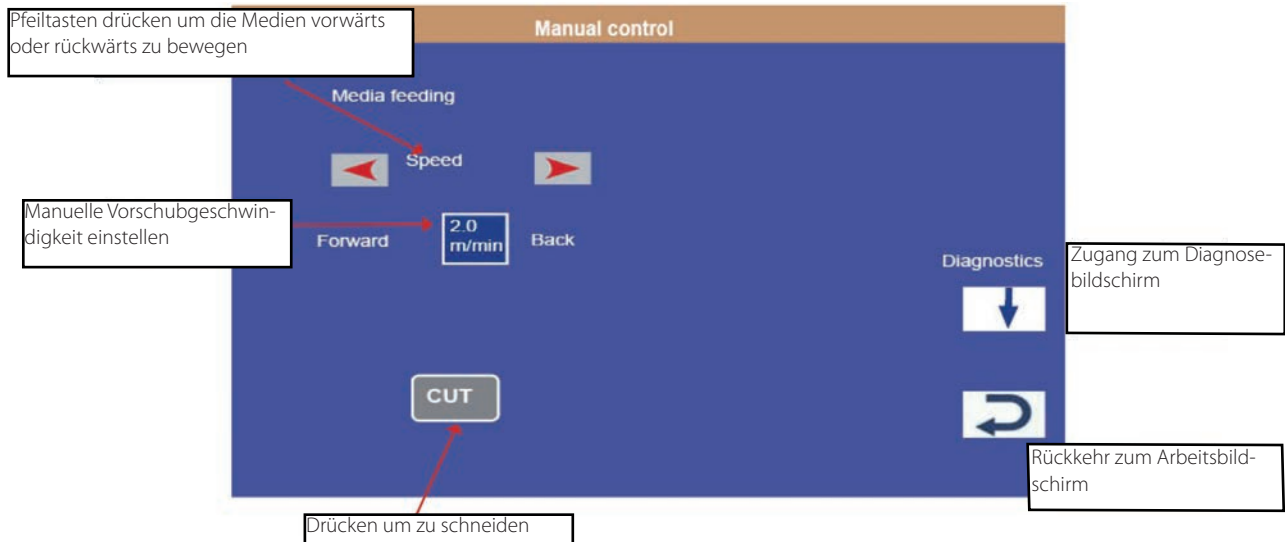 Pfeiltasten drücken um die Medien vorwärts
oder rückwärts zu bewegen
Manual control
Media feeding
Speed
Manuelle Vorschubgeschwin-
digkeit einstellen
Forward
2.0
m/min
Back
Diagnostics
Zugang zum Diagnose-
bildschirm
CUT
Rückkehr zum Arbeitsbild-
schirm
Drücken um zu schneiden